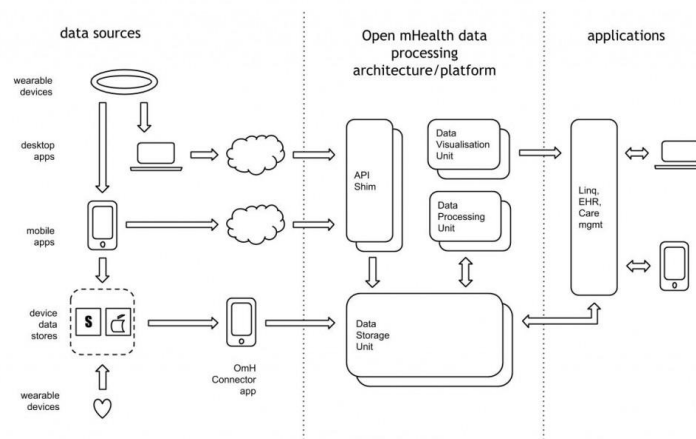 data sources
Open mHealth data
processing
architecture/platform
applications
wearable
devices
desktop
apps
mobile
apps
device
data
stores
wearable
devices
S
OmH
Connector
app
API
Shim
Data
Visualisation
Unit
Data
Processing
Unit
Data
Storage
Unit
Linq,
EHR,
Care
mgmt